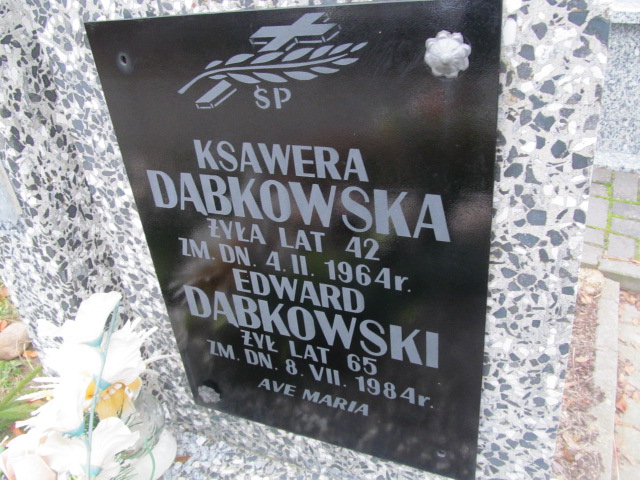 ŚP
KSAWERA
DĄBKOWSKA
ŻYŁA LAT 42
ZM. DN. 4. II. 1964r.
EDWARD
DĄBKOWSKI
ŻYŁ LAT 65
ZM. DN. 8. VII. 1984r.
AVE MARIA